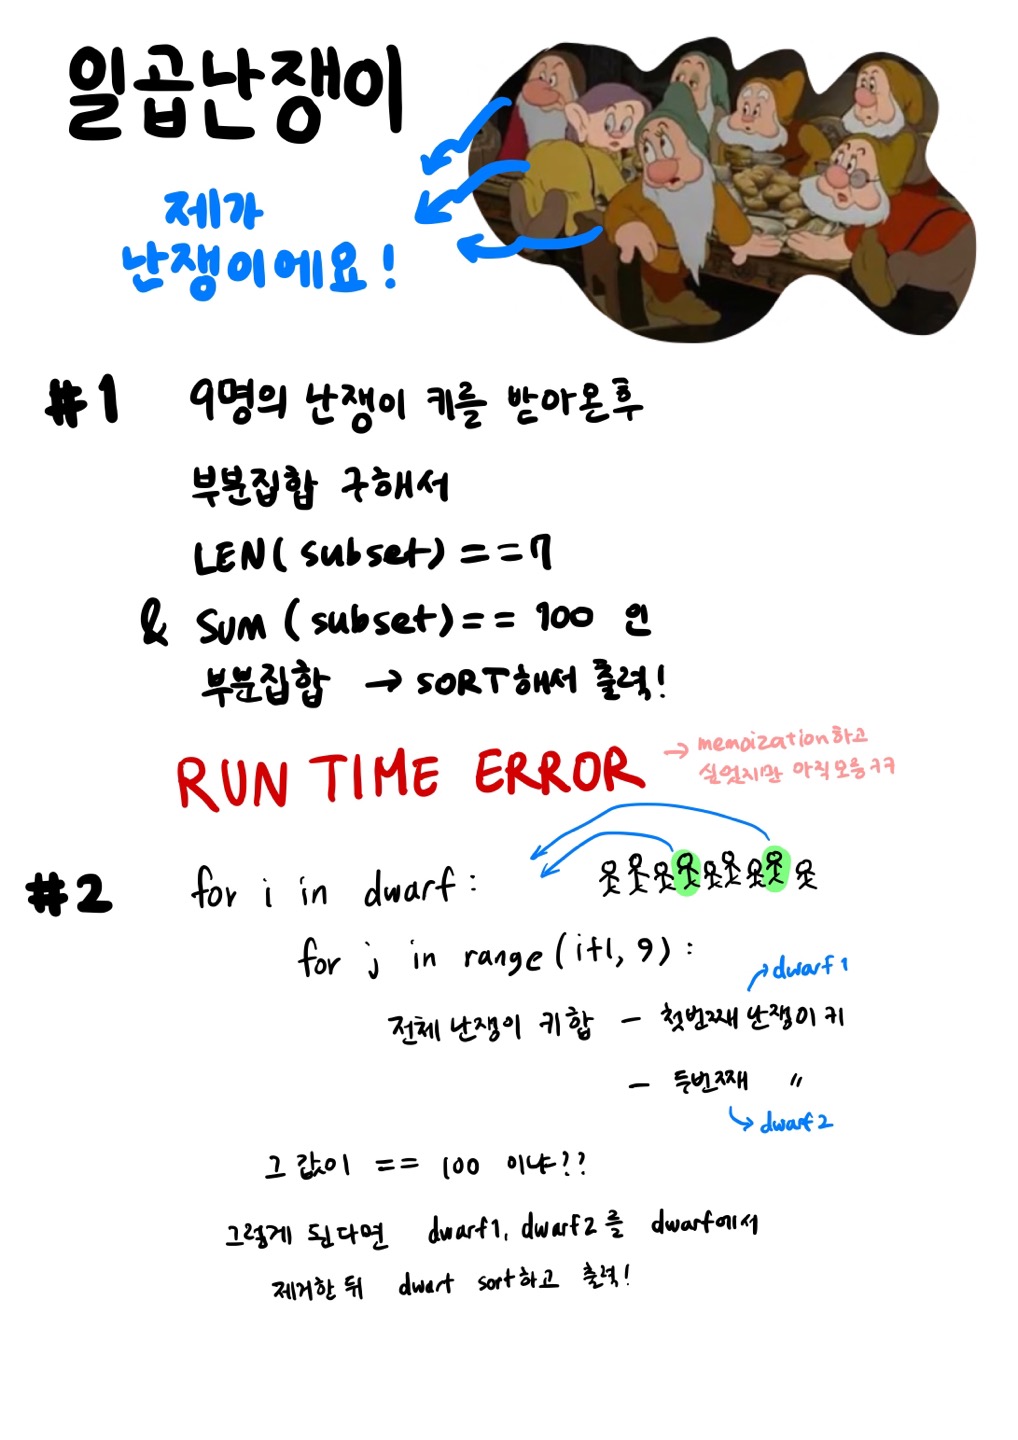 일곱난쟁이
제가
난쟁이에요!
#1 9명의 난쟁이 키를 받아온후
부분집합 구해서
LEN(subset)==7
& SUM(subset)== 100 인
부분집합 → SORT해서 출력!
RUN TIME ERROR
→ memoization하고
싶었지만 아직모름ㅋㅋ
#2 for i in dwarf:
for j in range(i+1, 9):
dwarf1
전체 난쟁이 키합 - 첫번째 난쟁이 키
- 두번째 〃
dwarf2
그 값이 == 100 이냐??
그렇게 된다면 dwarf1, dwarf2를 dwarf에서
제거한 뒤 dwarf sort하고 출력!